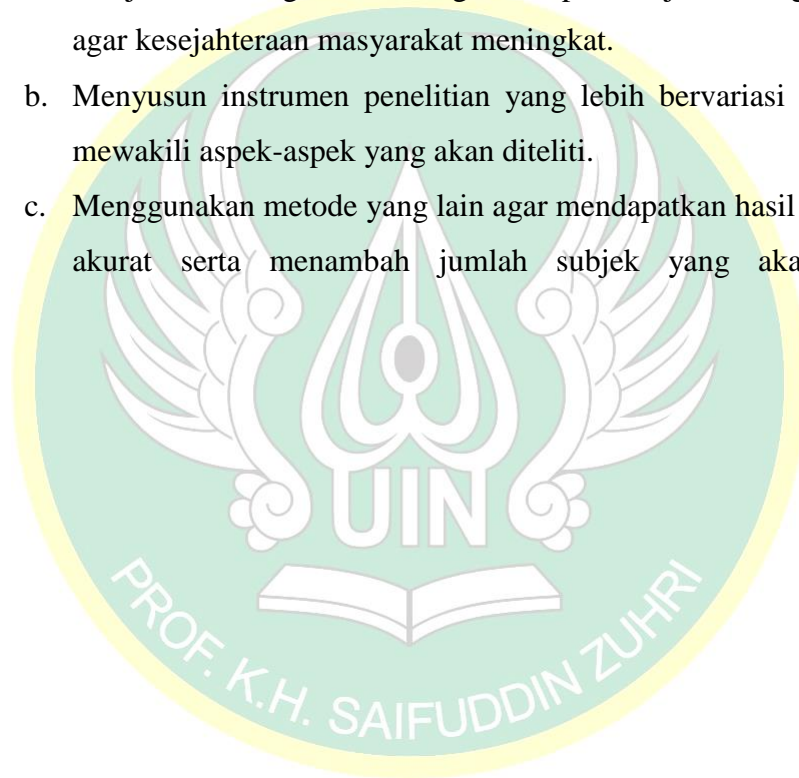 agar kesejahteraan masyarakat meningkat.
b. Menyusun instrumen penelitian yang lebih bervariasi
mewakili aspek-aspek yang akan diteliti.
c. Menggunakan metode yang lain agar mendapatkan hasil
akurat serta menambah jumlah subjek yang
UIN
PROF. K.H. SAIFUDDIN ZUHRI